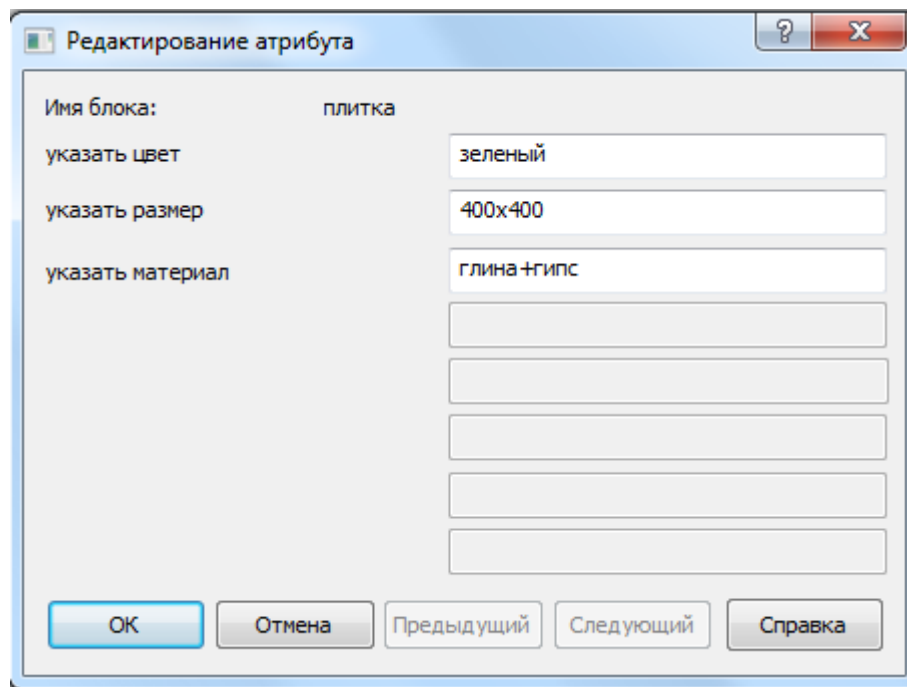 Редактирование атрибута
Имя блока: плитка
указать цвет зеленый
указать размер 400x400
указать материал глина+гипс
ОК Отмена Предыдущий Следующий Справка